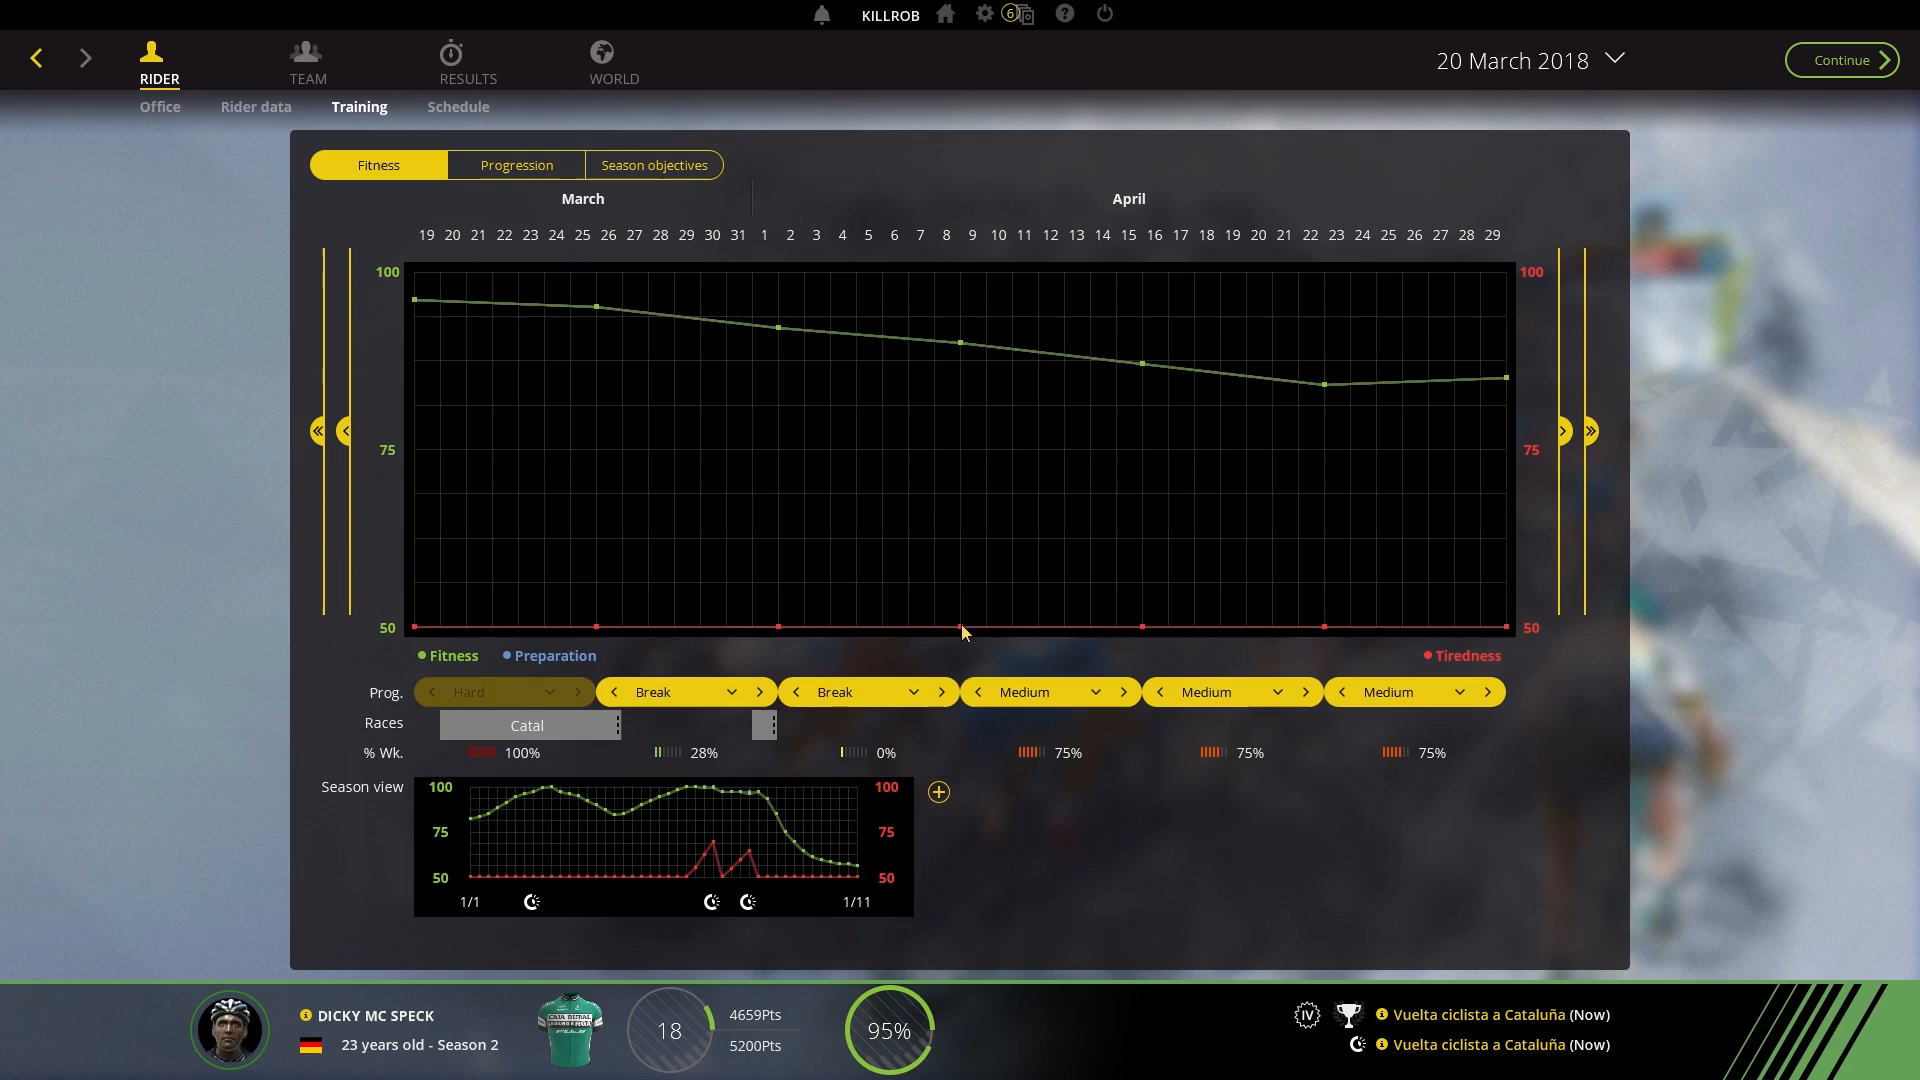 KILLROB 6
RIDER TEAM RESULTS WORLD
20 March 2018 Continue
Office Rider data Training Schedule
Fitness Progression Season objectives
March April
19 20 21 22 23 24 25 26 27 28 29 30 31 1 2 3 4 5 6 7 8 9 10 11 12 13 14 15 16 17 18 19 20 21 22 23 24 25 26 27 28 29
100 100
75 75
50 50
Fitness Preparation Tiredness
Prog. Hard Break Break Medium Medium Medium
Races Catal
% Wk. 100% 28% 0% 75% 75% 75%
Season view 100 100
75 75
50 50
1/1 1/11
DICKY MC SPECK
23 years old - Season 2
CAJA RURAL
FUJI
18
4659Pts
5200Pts
95%
IV Vuelta ciclista a Cataluña (Now)
Vuelta ciclista a Cataluña (Now)